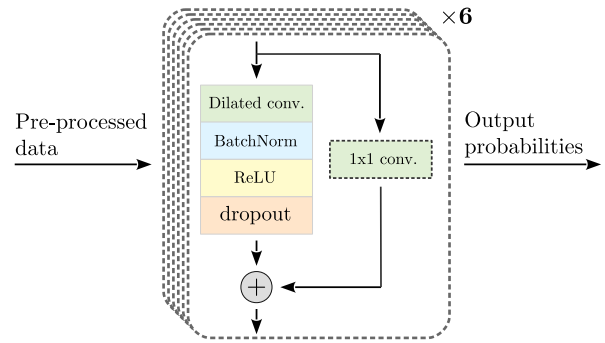 ×6
Pre-processed
data
Dilated conv.
BatchNorm
ReLU
dropout
1x1 conv.
+
Output
probabilities